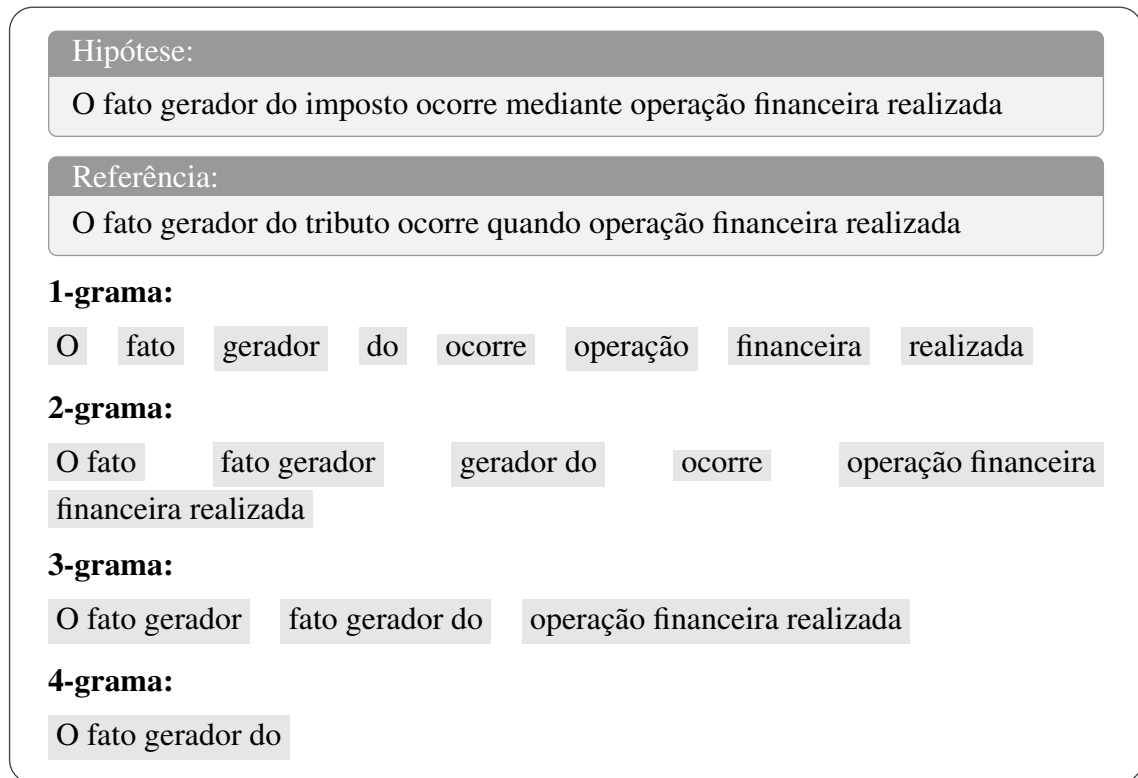 Hipótese:
O fato gerador do imposto ocorre mediante operação financeira realizada
Referência:
O fato gerador do tributo ocorre quando operação financeira realizada
1-grama:
O fato gerador do ocorre operação financeira realizada
2-grama:
O fato fato gerador gerador do ocorre operação financeira
financeira realizada
3-grama:
O fato gerador fato gerador do operação financeira realizada
4-grama:
O fato gerador do